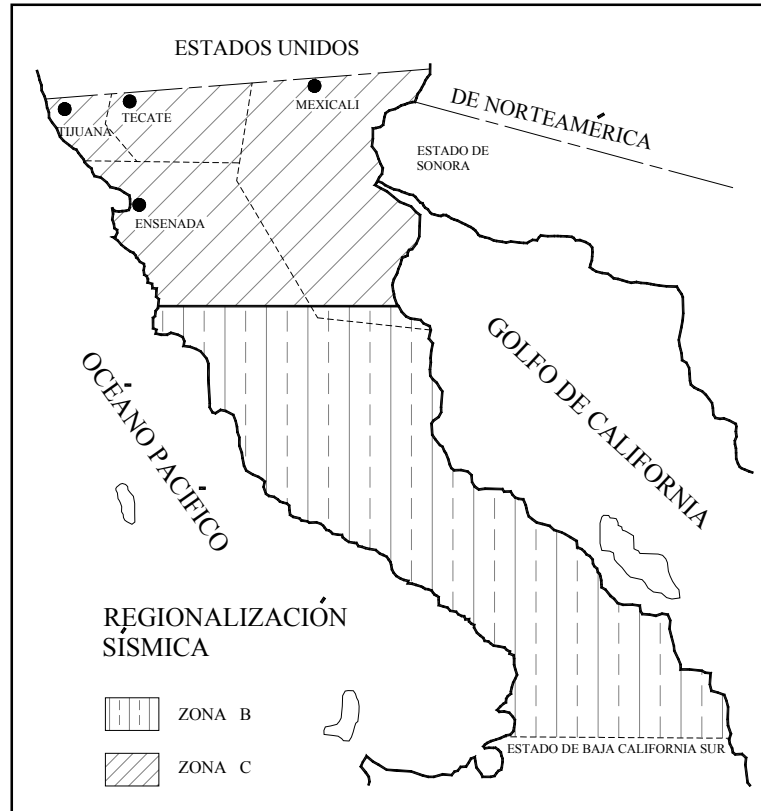 ESTADOS UNIDOS
DE NORTEAMÉRICA
TIJUANA
TECATE
MEXICALI
ESTADO DE
SONORA
ENSENADA
OCÉANO PACÍFICO
GOLFO DE CALIFORNIA
REGIONALIZACIÓN
SÍSMICA
ZONA B
ZONA C
ESTADO DE BAJA CALIFORNIA SUR